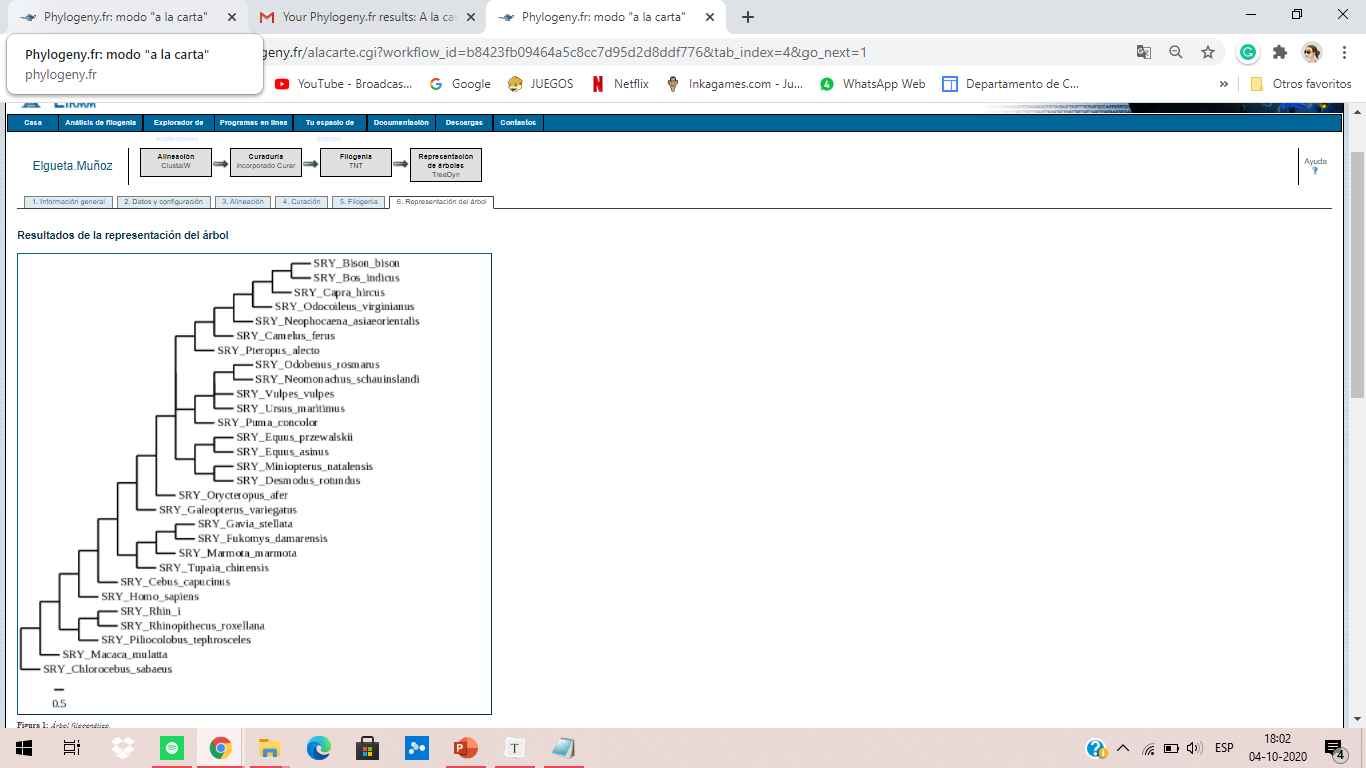 Phylogeny.fr: modo "a la carta"
Your Phylogeny.fr results: A la car
Phylogeny.fr: modo "a la carta"
Phylogeny.fr: modo "a la carta"
phylogeny.fr
geny.fr/alacarte.cgi?workflow_id=b8423fb09464a5c8cc7d95d2d8ddf776&tab_index=4&go_next=1
YouTube - Broadcas...
Google
JUEGOS
Netflix
Inkagames.com - Ju...
WhatsApp Web
Departamento de C...
»
Otros favoritos
LIRMM
Casa
Análisis de filogenia
Explorador de
Programas en línea
Tu espacio de
Documentación
Descargas
Contactos
Elgueta.Muñoz
Alineación
ClustalW
Curaduría
incorporado Curer
Filogenia
TNT
Representación
de árboles
TreeDyn
Ayuda
?
1. Información general
2. Datos y configuración
3. Alineación
4. Curación
5. Filogenia
6. Representación del árbol
Resultados de la representación del árbol
SRY_Bison_bison
SRY_Bos_indicus
SRY_Capra_hircus
SRY_Odocoileus_virginianus
SRY_Neophocaena_asiaeorientalis
SRY_Camelus_ferus
SRY_Pteropus_alecto
SRY_Odobenus_rosmarus
SRY_Neomonachus_schauinslandi
SRY_Vulpes_vulpes
SRY_Ursus_maritimus
SRY_Puma_concolor
SRY_Equus_przewalskii
SRY_Equus_asinus
SRY_Miniopterus_natalensis
SRY_Desmodus_rotundus
SRY_Orycteropus_afer
SRY_Galeopterus_variegatus
SRY_Gavia_stellata
SRY_Fukomys_damarensis
SRY_Marmota_marmota
SRY_Tupaia_chinensis
SRY_Cebus_capucinus
SRY_Homo_sapiens
SRY_Rhin_i
SRY_Rhinopithecus_roxellana
SRY_Piliocolobus_tephrosceles
SRY_Macaca_mulatta
SRY_Chlorocebus_sabaeus
0.5
Figura 1: Árbol filogenético.
ESP
18:02
04-10-2020
4